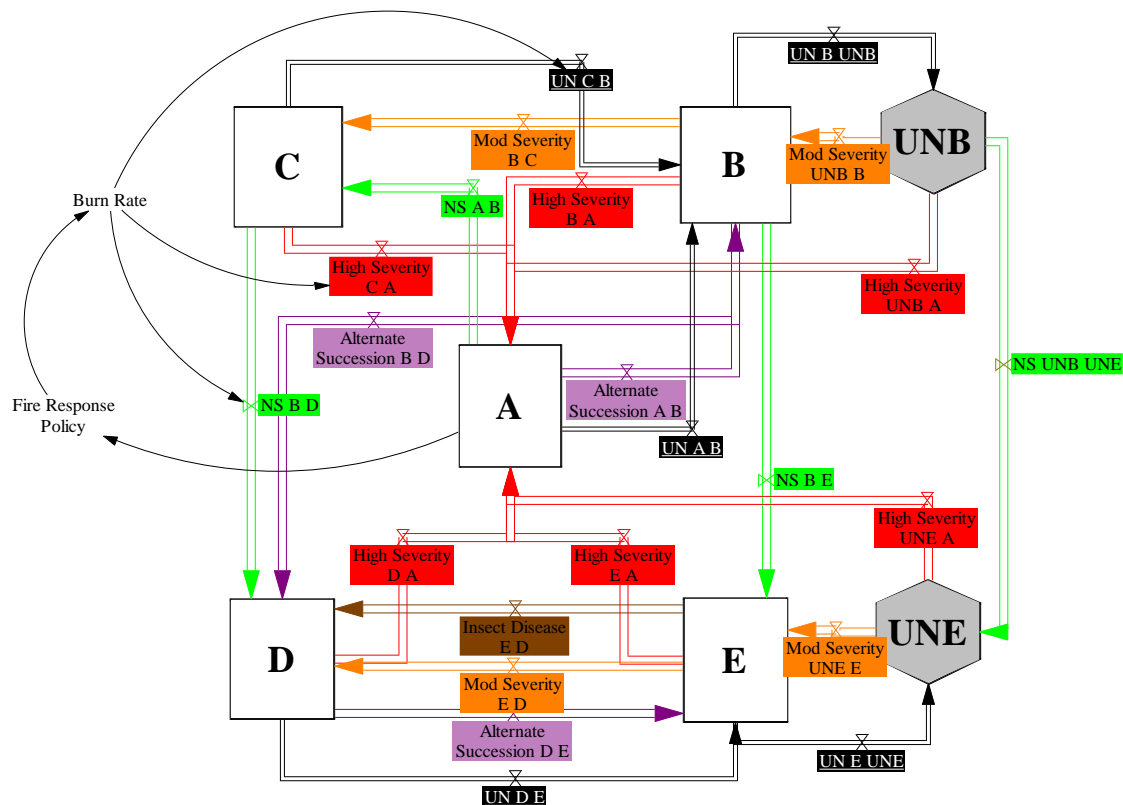 UN B UNB
UN C B
C
Mod Severity
B C
B
Mod Severity
UNB B
UNB
NS A B
High Severity
B A
Burn Rate
High Severity
C A
High Severity
UNB A
Alternate
Succession B D
NS UNB UNE
Fire Response
Policy
NS B D
A
Alternate
Succession A B
UN A B
NS B E
High Severity
UNE A
High Severity
D A
High Severity
E A
D
Insect Disease
E D
E
Mod Severity
UNE E
UNE
Mod Severity
E D
Alternate
Succession D E
UN E UNE
UN D E